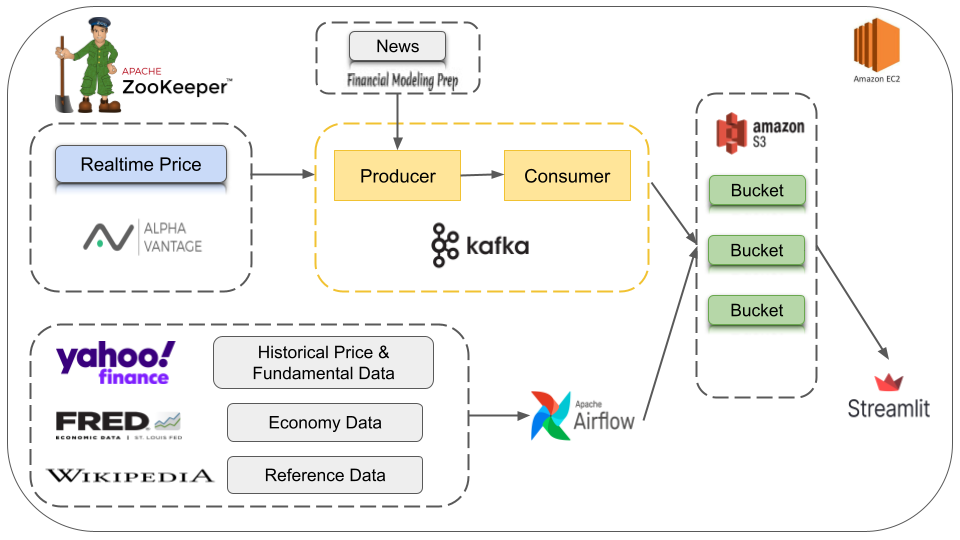 APACHE
ZooKeeper™
News
Financial Modeling Prep
Amazon EC2
Realtime Price
ALPHA
VANTAGE
Producer
Consumer
kafka
amazon
S3
Bucket
Bucket
Bucket
yahoo!
finance
Historical Price &
Fundamental Data
FRED
ECONOMIC DATA | ST. LOUIS FED
Economy Data
WIKIPEDIA
Reference Data
Apache
Airflow
Streamlit